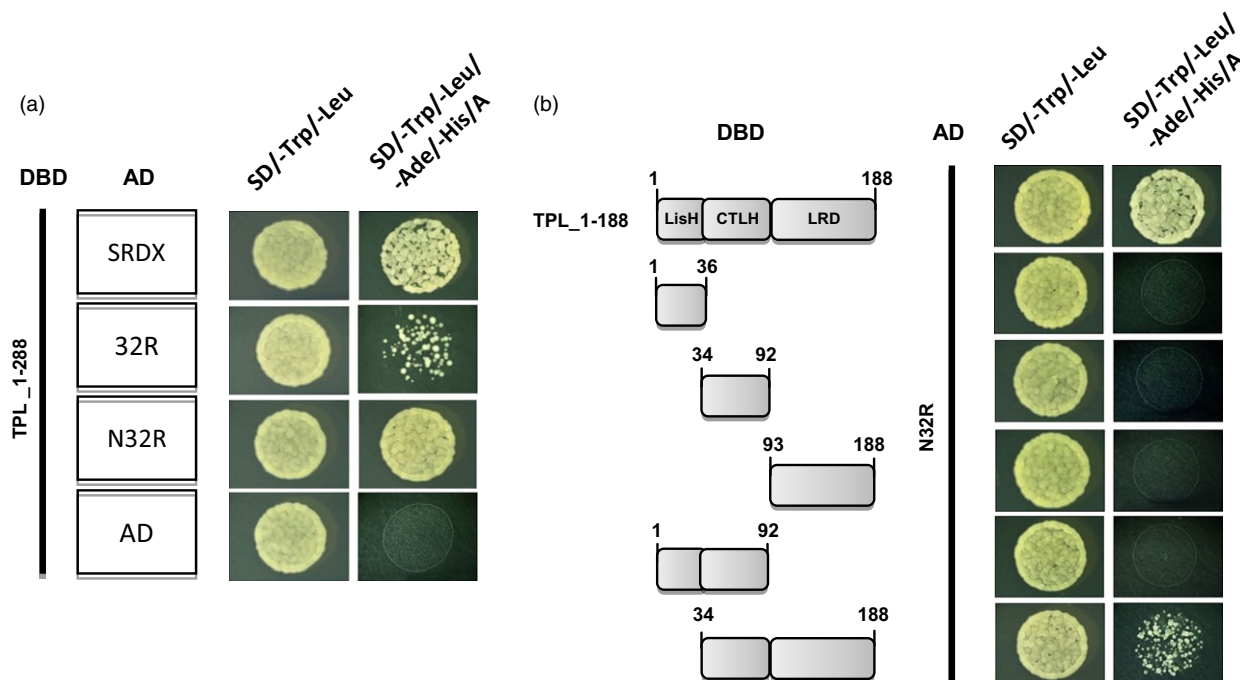 (a)
SD/-Trp/-Leu
SD/-Trp/-Leu/
-Ade/-His/A
DBD
AD
TPL_1-288
SRDX
32R
N32R
AD
(b)
DBD
AD
SD/-Trp/-Leu
SD/-Trp/-Leu/
-Ade/-His/A
TPL_1-188
1
188
LisH
CTLH
LRD
1
36
34
92
93
188
1
92
34
188
N32R